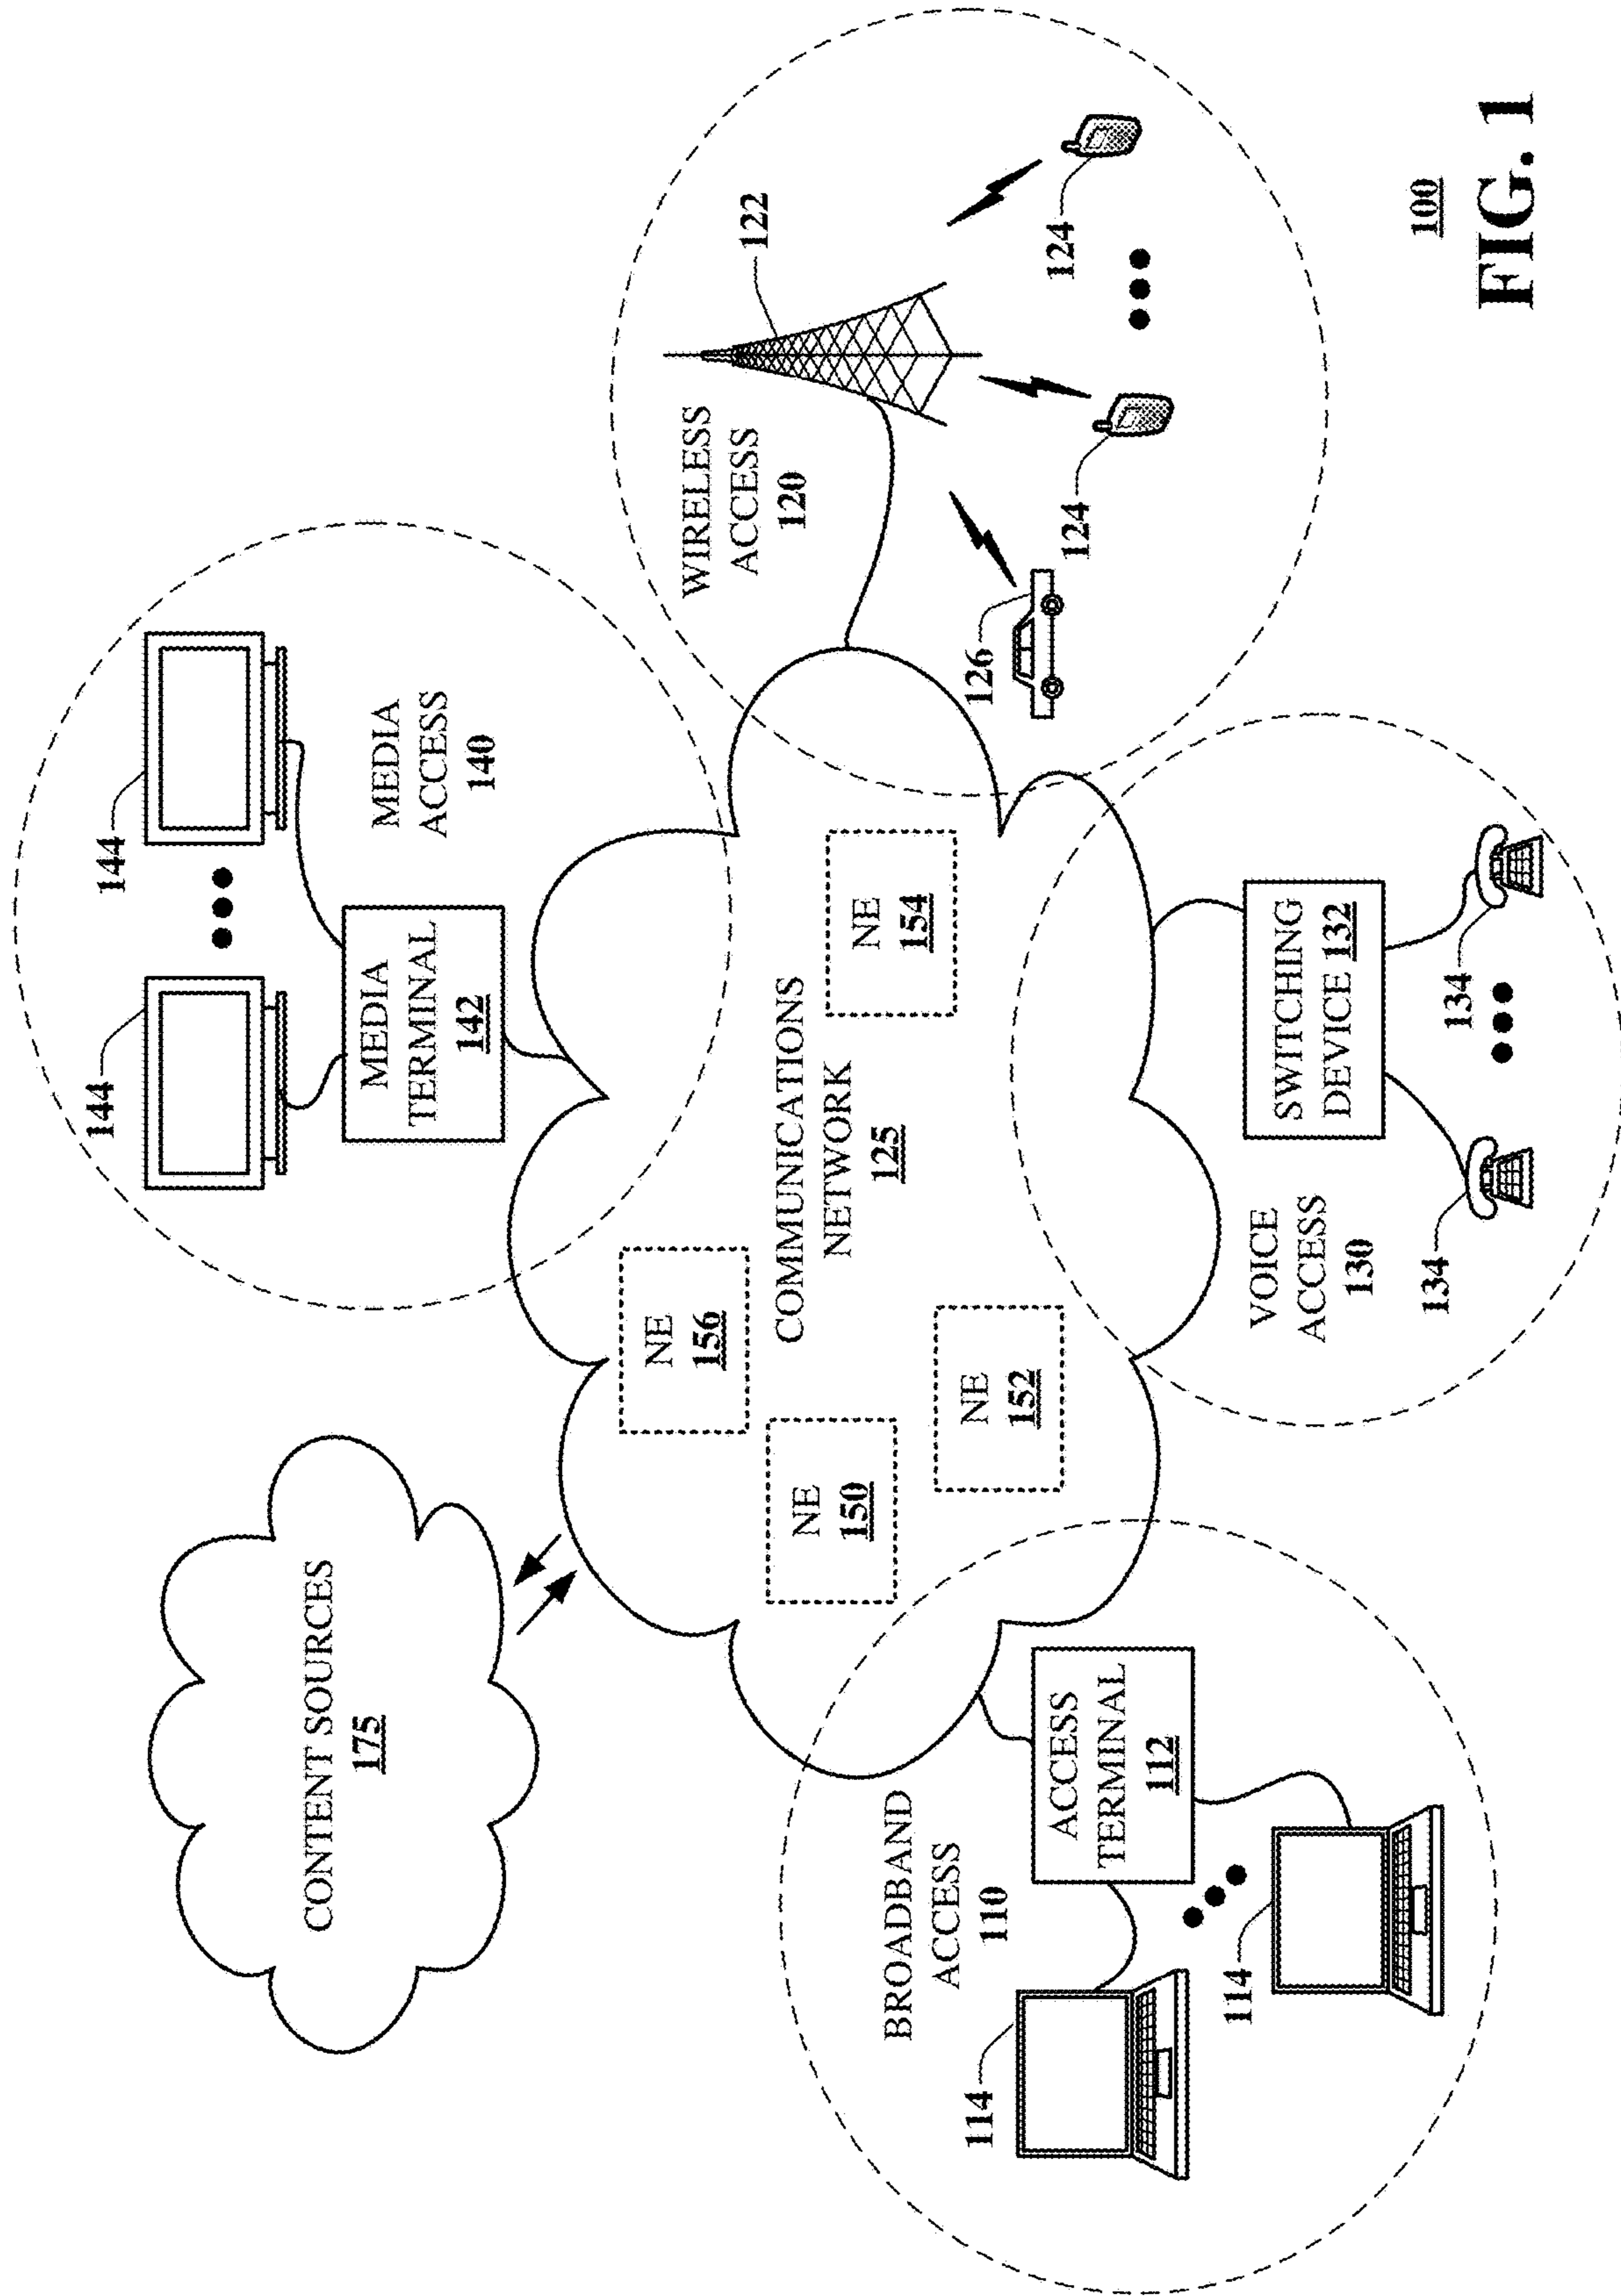 CONTENT SOURCES
175
144
144
MEDIA
TERMINAL
142
MEDIA
ACCESS
140
BROADBAND
ACCESS
110
114
ACCESS
TERMINAL
112
114
NE
150
NE
156
NE
152
COMMUNICATIONS
NETWORK
125
NE
154
WIRELESS
ACCESS
120
122
126
124
124
VOICE
ACCESS
130
SWITCHING
DEVICE 132
134
134
100
FIG. 1